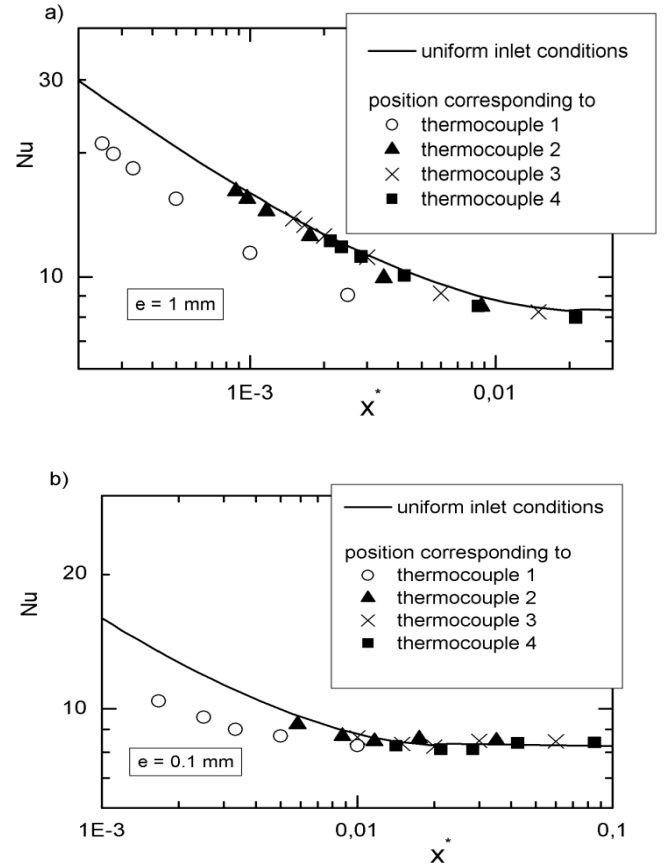 a)
uniform inlet conditions
position corresponding to
thermocouple 1
thermocouple 2
thermocouple 3
thermocouple 4
30
10
Nu
e = 1 mm
1E-3
0,01
x*
b)
uniform inlet conditions
position corresponding to
thermocouple 1
thermocouple 2
thermocouple 3
thermocouple 4
20
10
Nu
e = 0.1 mm
1E-3
0,01
0,1
x*